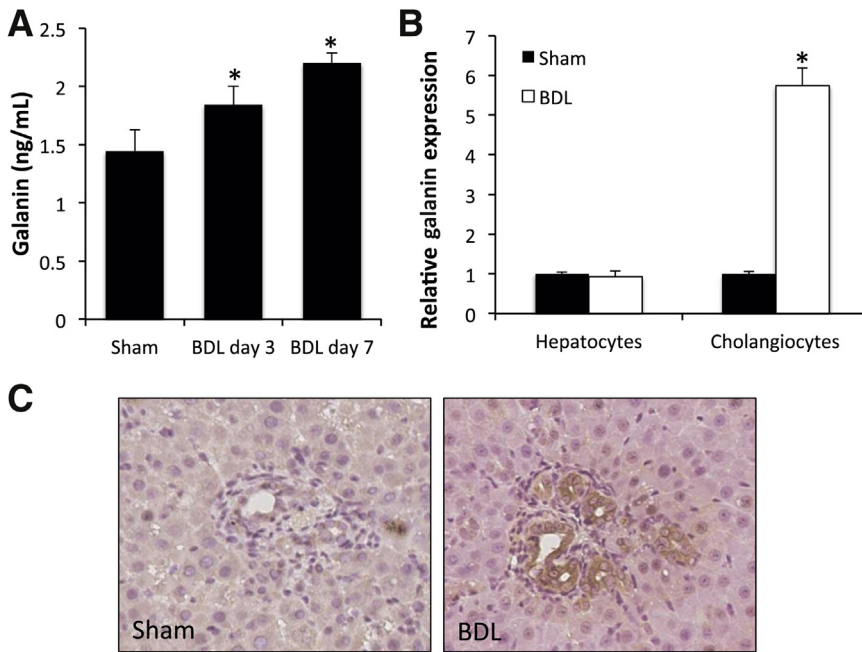 A
Galanin (ng/mL)
2.5
2
1.5
1
0.5
0
*
*
Sham
BDL day 3
BDL day 7
B
Relative galanin expression
7
6
5
4
3
2
1
0
Sham
BDL
*
Hepatocytes
Cholangiocytes
C
Sham
BDL